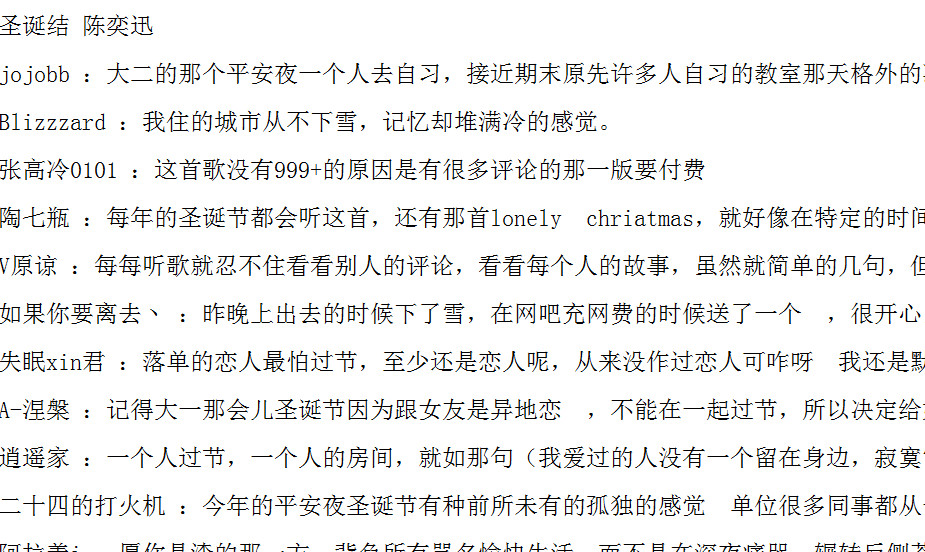 圣诞结 陈奕迅
jojobb : 大二的那个平安夜一个人去自习，接近期末原先许多人自习的教室那天格外的
Blizzzard : 我住的城市从不下雪，记忆却堆满冷的感觉。
张高冷0101 : 这首歌没有999+的原因是有很多评论的那一版要付费
陶七瓶 : 每年的圣诞节都会听这首，还有那首lonely  chriatmas，就好像在特定的时间
V原谅 : 每每听歌就忍不住看看别人的评论，看看每个人的故事，虽然就简单的几句，但
如果你要离去丶 : 昨晚上出去的时候下了雪，在网吧充网费的时候送了一个  ，很开心
失眠xin君 : 落单的恋人最怕过节，至少还是恋人呢，从来没作过恋人可咋呀  我还是默
A-涅槃 : 记得大一那会儿圣诞节因为跟女友是异地恋  ，不能在一起过节，所以决定给
逍遥家 : 一个人过节，一个人的房间，就如那句（我爱过的人没有一个留在身边，寂寞
二十四的打火机 : 今年的平安夜圣诞节有种前所未有的孤独的感觉  单位很多同事都从